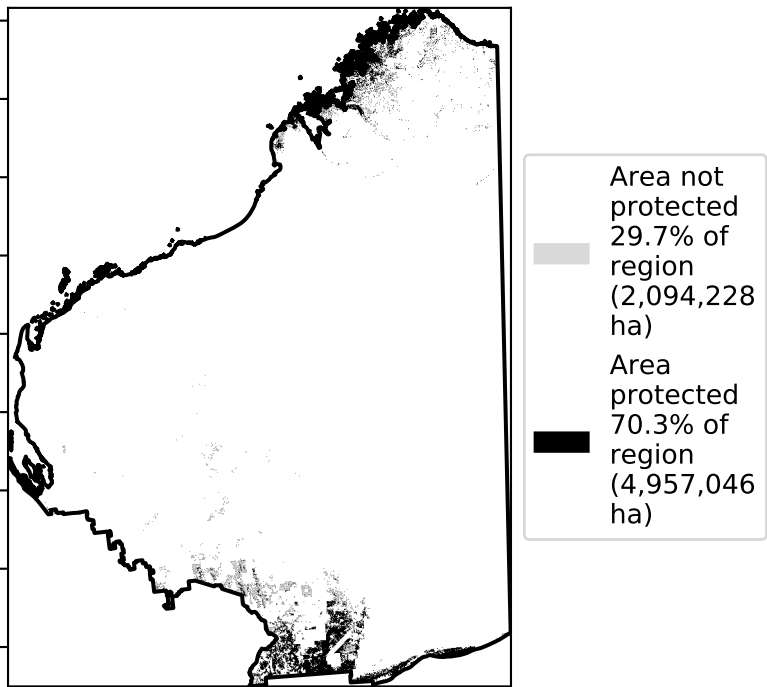 Area not
protected
29.7% of
region
(2,094,228
ha)
Area
protected
70.3% of
region
(4,957,046
ha)